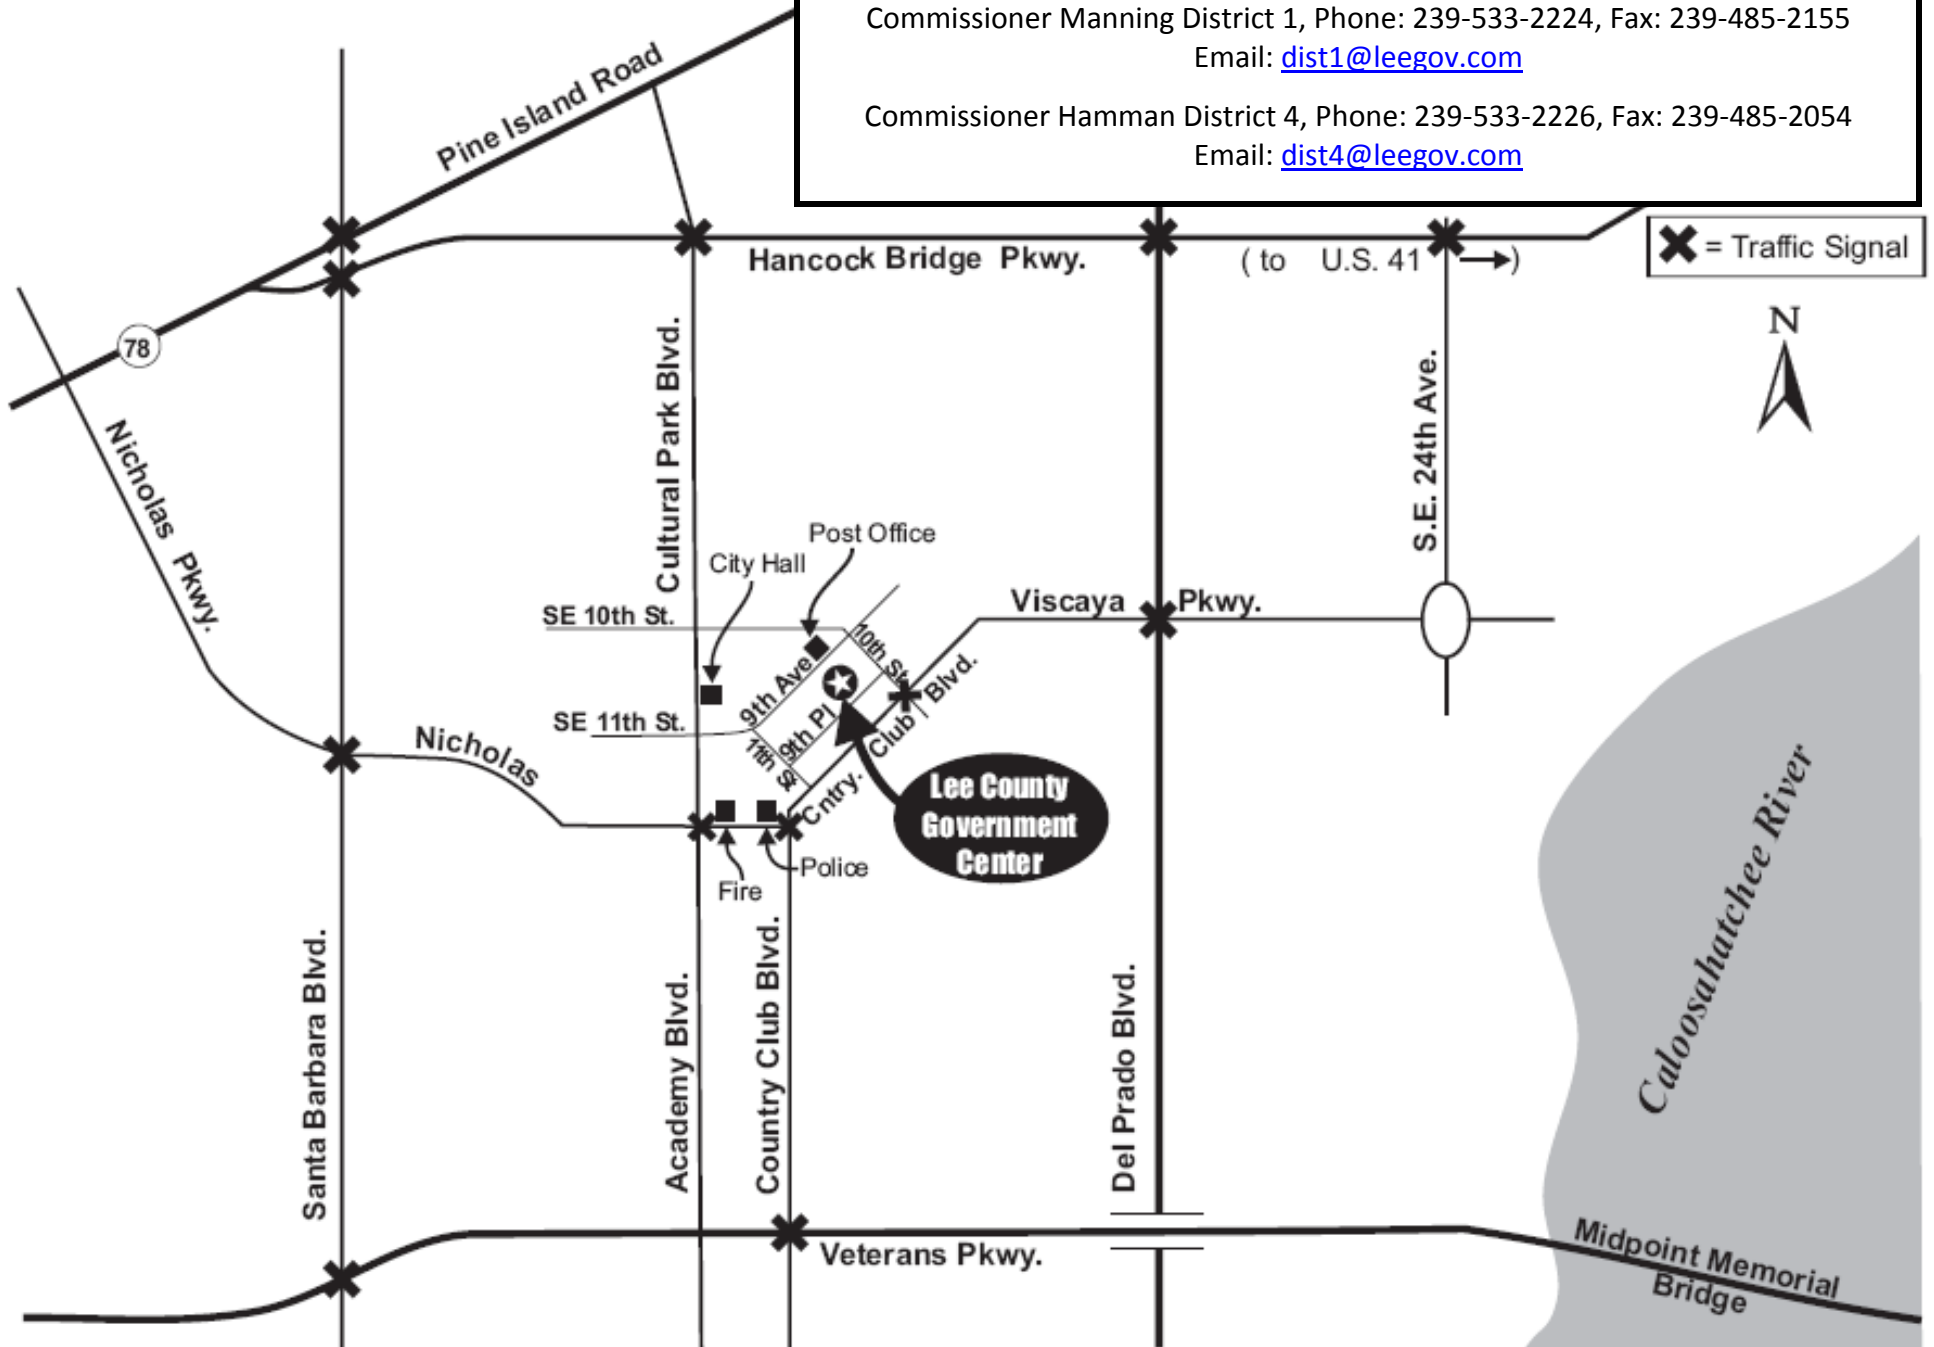 Commissioner Manning District 1, Phone: 239-533-2224, Fax: 239-485-2155
Email: dist1@leegov.com
Commissioner Hamman District 4, Phone: 239-533-2226, Fax: 239-485-2054
Email: dist4@leegov.com
Pine Island Road
Hancock Bridge Pkwy.
( to U.S. 41 )
= Traffic Signal
N
78
Nicholas Pkwy.
Cultural Park Blvd.
S.E. 24th Ave.
Post Office
City Hall
SE 10th St.
Viscaya Pkwy.
10th St.
9th Ave
9th Pl
SE 11th St.
11th St
Cntry. Club Blvd.
Nicholas
Lee County
Government
Center
Police
Fire
Caloosahatchee River
Santa Barbara Blvd.
Academy Blvd.
Country Club Blvd.
Del Prado Blvd.
Veterans Pkwy.
Midpoint Memorial
Bridge